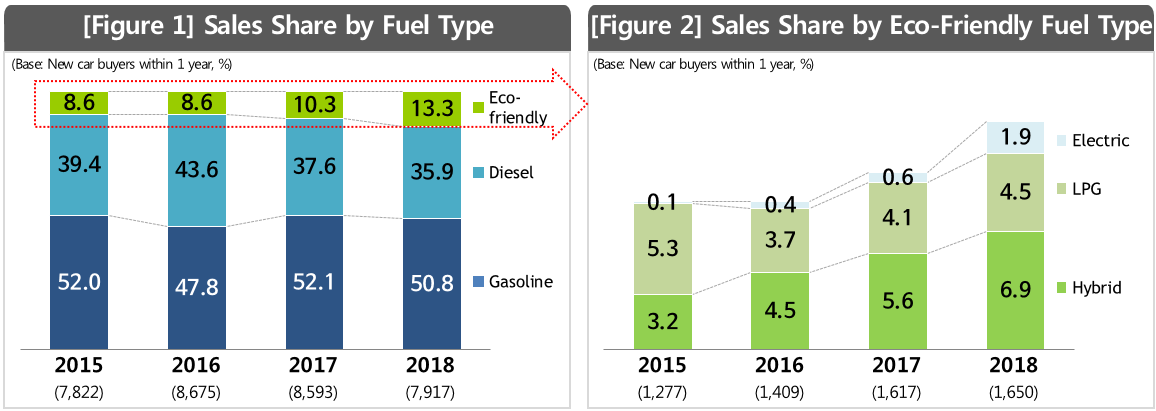 [Figure 1] Sales Share by Fuel Type
(Base: New car buyers within 1 year, %)
8.6 8.6 10.3 13.3
Eco-
friendly
39.4 43.6 37.6 35.9 Diesel
52.0 47.8 52.1 50.8 Gasoline
2015 2016 2017 2018
(7,822) (8,675) (8,593) (7,917)
[Figure 2] Sales Share by Eco-Friendly Fuel Type
(Base: New car buyers within 1 year, %)
0.1 0.4 0.6 1.9 Electric
5.3 3.7 4.1 4.5 LPG
3.2 4.5 5.6 6.9 Hybrid
2015 2016 2017 2018
(1,277) (1,409) (1,617) (1,650)